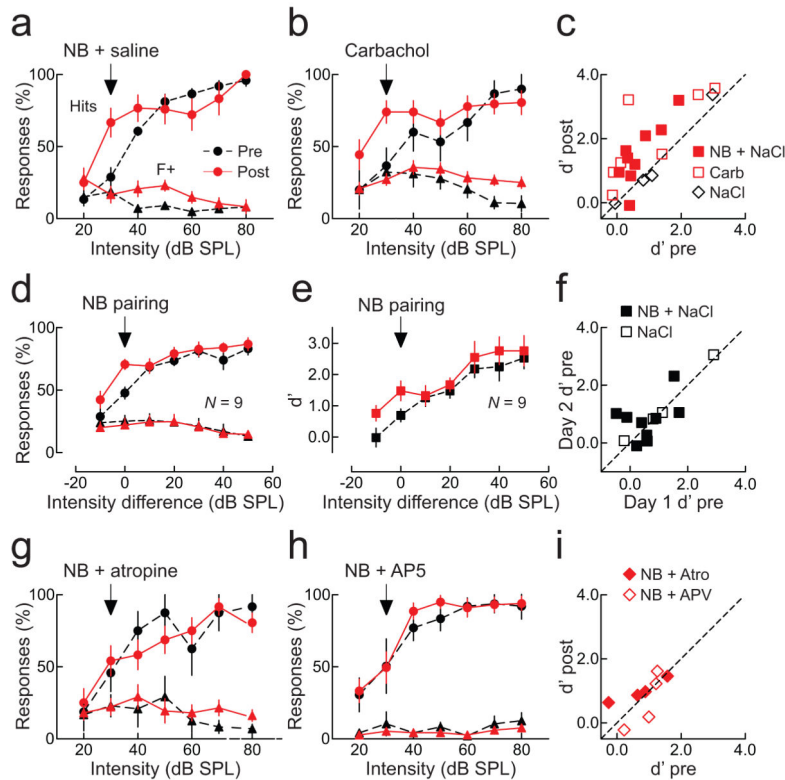 a
NB + saline
Responses (%)
100
50
0
Hits
F+
Pre
Post
20
40
60
80
Intensity (dB SPL)
b
Carbachol
100
50
0
20
40
60
80
Intensity (dB SPL)
c
d' post
4.0
2.0
0.0
NB + NaCl
Carb
NaCl
0.0
2.0
4.0
d' pre
d
NB pairing
Responses (%)
100
50
0
N = 9
-20
0
20
40
60
Intensity difference (dB SPL)
e
NB pairing
d'
3.0
2.0
1.0
0.0
N = 9
-20
0
20
40
60
Intensity difference (dB SPL)
f
NB + NaCl
NaCl
Day 2 d' pre
4.0
2.0
0.0
0.0
2.0
4.0
Day 1 d' pre
g
NB + atropine
Responses (%)
100
50
0
20
40
60
80
Intensity (dB SPL)
h
NB + AP5
100
50
0
20
40
60
80
Intensity (dB SPL)
i
NB + Atro
NB + APV
d' post
4.0
2.0
0.0
0.0
2.0
4.0
d' pre